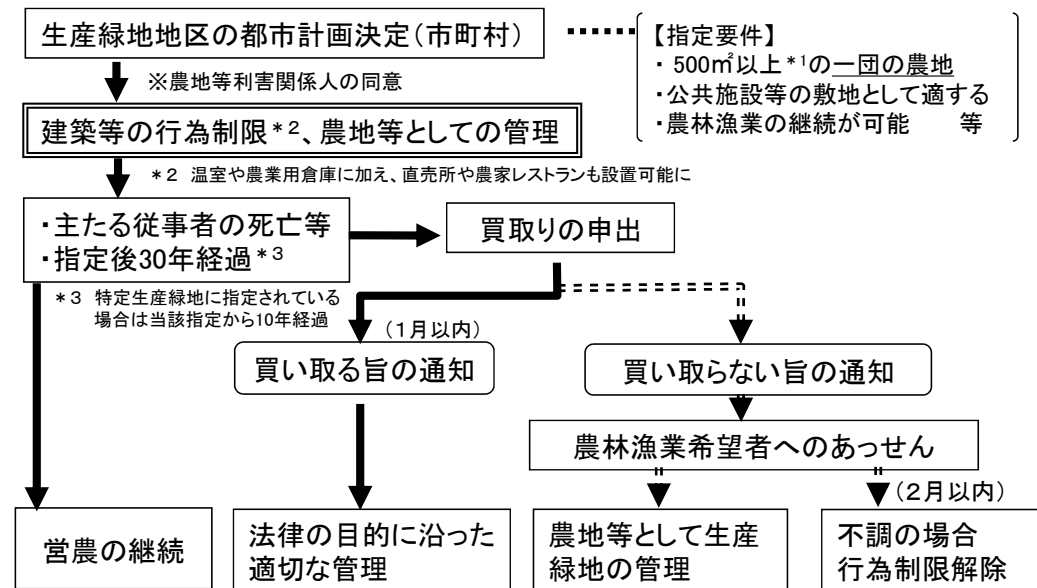 生産緑地地区の都市計画決定(市町村)
【指定要件】
・ 500㎡以上*1の一団の農地
・公共施設等の敷地として適する
・農林漁業の継続が可能　　等
※農地等利害関係人の同意
建築等の行為制限*2、農地等としての管理
*2　温室や農業用倉庫に加え、直売所や農家レストランも設置可能に
・主たる従事者の死亡等
・指定後30年経過*3
買取りの申出
*3　特定生産緑地に指定されている
場合は当該指定から10年経過
(1月以内)
買い取る旨の通知
買い取らない旨の通知
農林漁業希望者へのあっせん
(2月以内)
営農の継続
法律の目的に沿った
適切な管理
農地等として生産
緑地の管理
不調の場合
行為制限解除